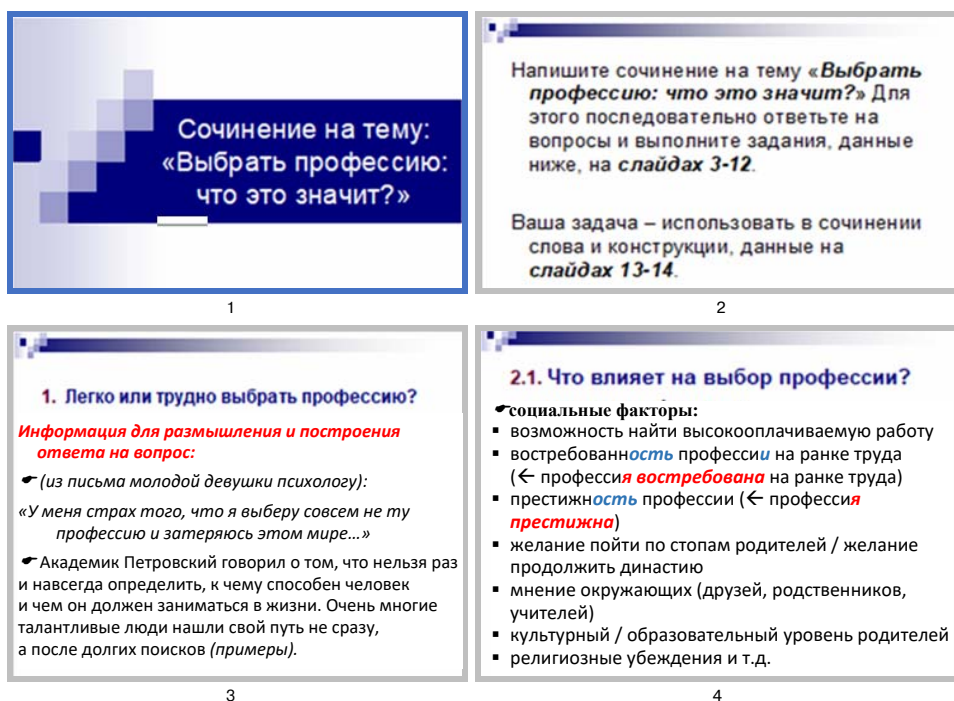 Сочинение на тему:
«Выбрать профессию:
что это значит?»
1
Напишите сочинение на тему «Выбрать
профессию: что это значит?» Для
этого последовательно ответьте на
вопросы и выполните задания, данные
ниже, на слайдах 3-12.
Ваша задача – использовать в сочинении
слова и конструкции, данные на
слайдах 13-14.
2
1. Легко или трудно выбрать профессию?
Информация для размышления и построения
ответа на вопрос:
☛ (из письма молодой девушки психологу):
«У меня страх того, что я выберу совсем не ту
профессию и затеряюсь этом мире…»
☛ Академик Петровский говорил о том, что нельзя раз
и навсегда определить, к чему способен человек
и чем он должен заниматься в жизни. Очень многие
талантливые люди нашли свой путь не сразу,
а после долгих поисков (примеры).
3
2.1. Что влияет на выбор профессии?
☛социальные факторы:
▪ возможность найти высокооплачиваемую работу
▪ востребованность профессии на ранке труда
(← профессия востребована на ранке труда)
▪ престижность профессии (← профессия
престижна)
▪ желание пойти по стопам родителей / желание
продолжить династию
▪ мнение окружающих (друзей, родственников,
учителей)
▪ культурный / образовательный уровень родителей
▪ религиозные убеждения и т.д.
4